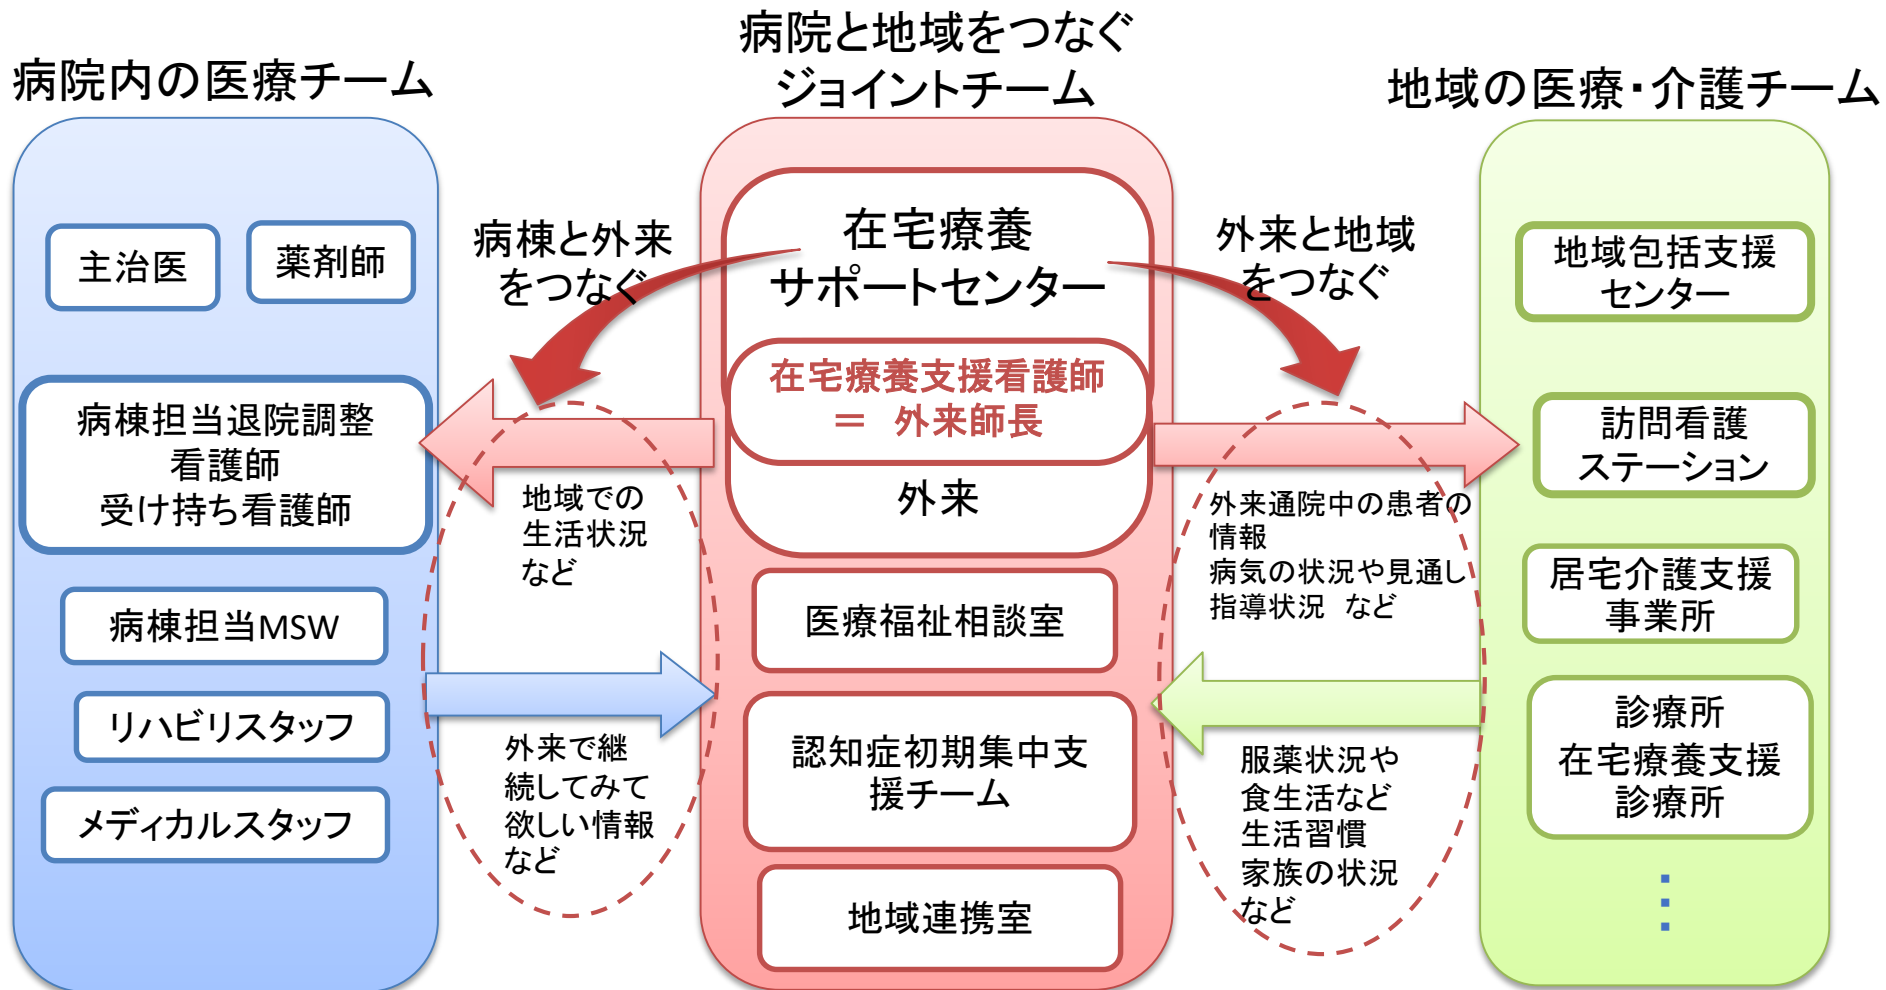 病院内の医療チーム
病院と地域をつなぐ
ジョイントチーム
地域の医療・介護チーム
主治医
薬剤師
病棟担当退院調整
看護師
受け持ち看護師
病棟担当MSW
リハビリスタッフ
メディカルスタッフ
病棟と外来
をつなぐ
地域での
生活状況
など
外来で継
続してみて
欲しい情報
など
在宅療養
サポートセンター
在宅療養支援看護師
＝ 外来師長
外来
医療福祉相談室
認知症初期集中支
援チーム
地域連携室
外来と地域
をつなぐ
外来通院中の患者の
情報
病気の状況や見通し
指導状況 など
服薬状況や
食生活など
生活習慣
家族の状況
など
地域包括支援
センター
訪問看護
ステーション
居宅介護支援
事業所
診療所
在宅療養支援
診療所